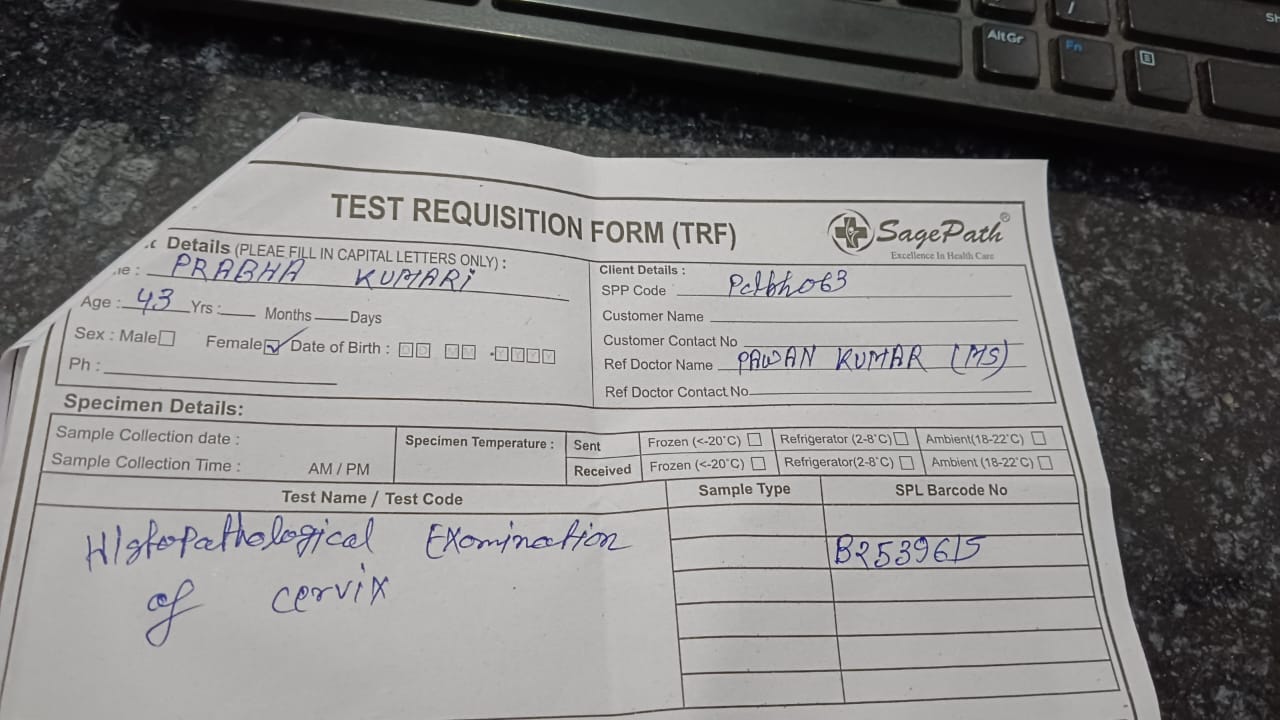 AltGr
Fn
/
Sh
TEST REQUISITION FORM (TRF)
SagePath®
Excellence In Health Care
Details (PLEAE FILL IN CAPITAL LETTERS ONLY) :
PRABHA KUMARI
Age : 43 Yrs : Months Days
Sex : Male Female Date of Birth : D D M M - Y Y Y Y
Ph :
Client Details :
SPP Code
Customer Name
Customer Contact No
Ref Doctor Name PAWAN KUMAR (MS)
Ref Doctor Contact No
Specimen Details:
Sample Collection date :
Sample Collection Time : AM / PM
Specimen Temperature :
Sent Frozen (<-20°C) Refrigerator (2-8°C) Ambient(18-22°C)
Received Frozen (<-20°C) Refrigerator(2-8°C) Ambient (18-22°C)
Test Name / Test Code Sample Type SPL Barcode No
Histopathological Examination
of cervix
B2539615